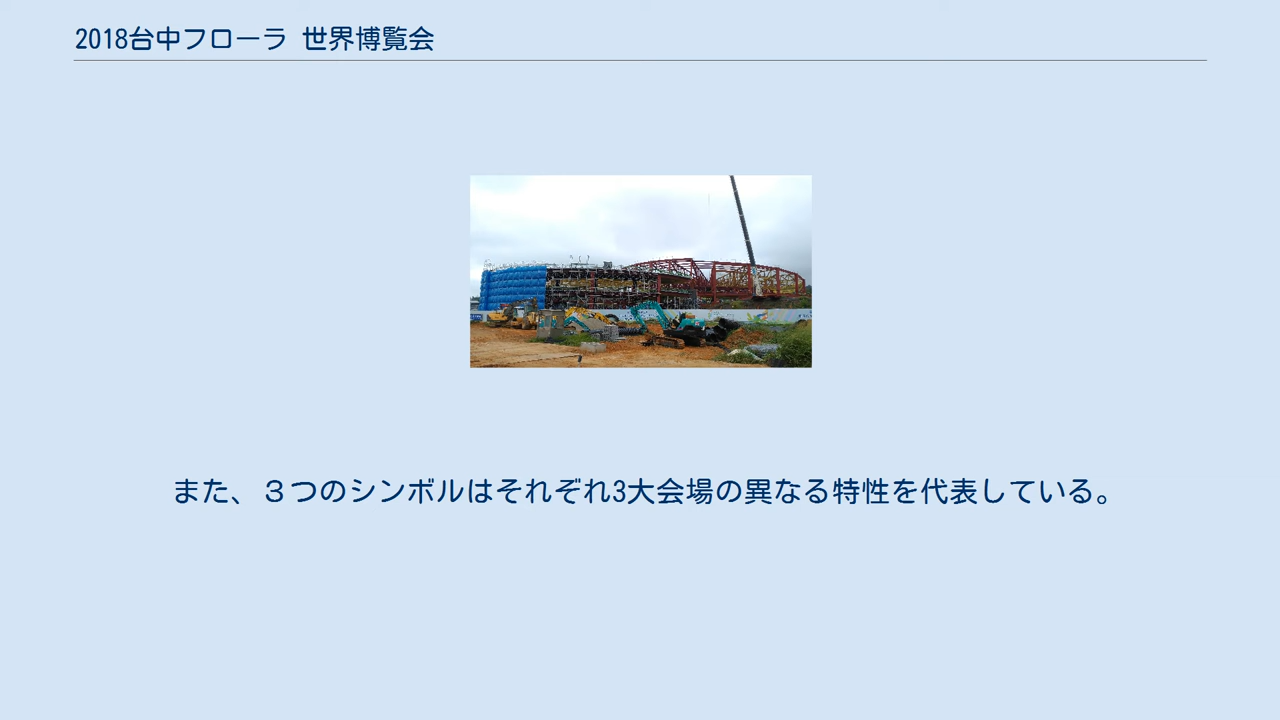 2018台中フローラ 世界博覧会
また、３つのシンボルはそれぞれ3大会場の異なる特性を代表している。